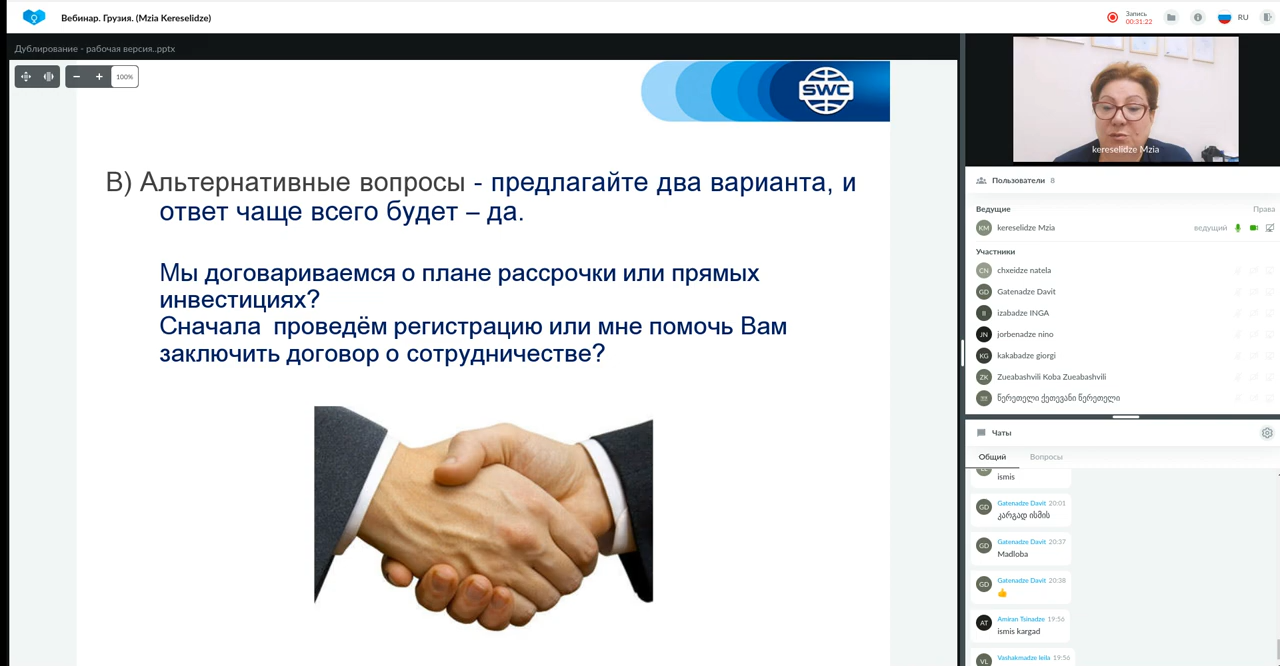 Вебинар. Грузия. (Mzia Kereselidze)
Запись
00:31:22
RU
Дублирование - рабочая версия..pptx
100%
SWC
В) Альтернативные вопросы - предлагайте два варианта, и
ответ чаще всего будет – да.
Мы договариваемся о плане рассрочки или прямых
инвестициях?
Сначала проведём регистрацию или мне помочь Вам
заключить договор о сотрудничестве?
kereselidze Mzia
Пользователи 8
Ведущие Права
KM kereselidze Mzia ведущий
Участники
CN chxeidze natela
GD Gatenadze Davit
II izabadze INGA
JN jorbenadze nino
KG kakabadze giorgi
ZK Zueabashvili Koba Zueabashvili
წერეთელი ქეთევანი წერეთელი
Чаты
Общий Вопросы
ismis
GD Gatenadze Davit 20:01
კარგად ისმის
GD Gatenadze Davit 20:37
Madloba
GD Gatenadze Davit 20:38
👍
AT Amiran Tsinadze 19:56
ismis kargad
VL Vashakmadze leila 19:56